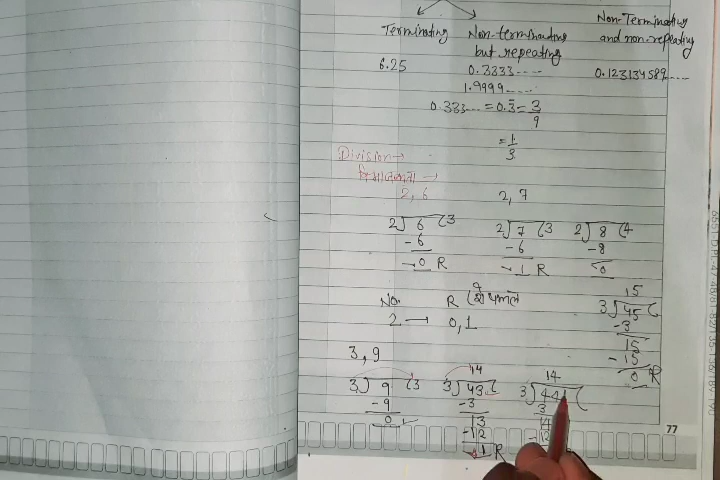 Terminating Non-terminating but repeating Non-Terminating and non-repeating
6.25 0.3333..... 0.123134589....
1.9999.....
0.333... = 0.3̄ = 3/9
= 1/3
Division →
विभाजनता →
2, 6 2, 7
2) 6 (3 2) 7 (3 2) 8 (4
-6 -6 -8
0 R 1 R 0
No. R (शेषफल)
2 → 0, 1
15
3) 45 (
-3
15
-15
0 R
3, 9
14 14
3) 9 (3 3) 43 ( 3) 44 (
-9 -3 3
0 13 14
-12 12
1 R
77